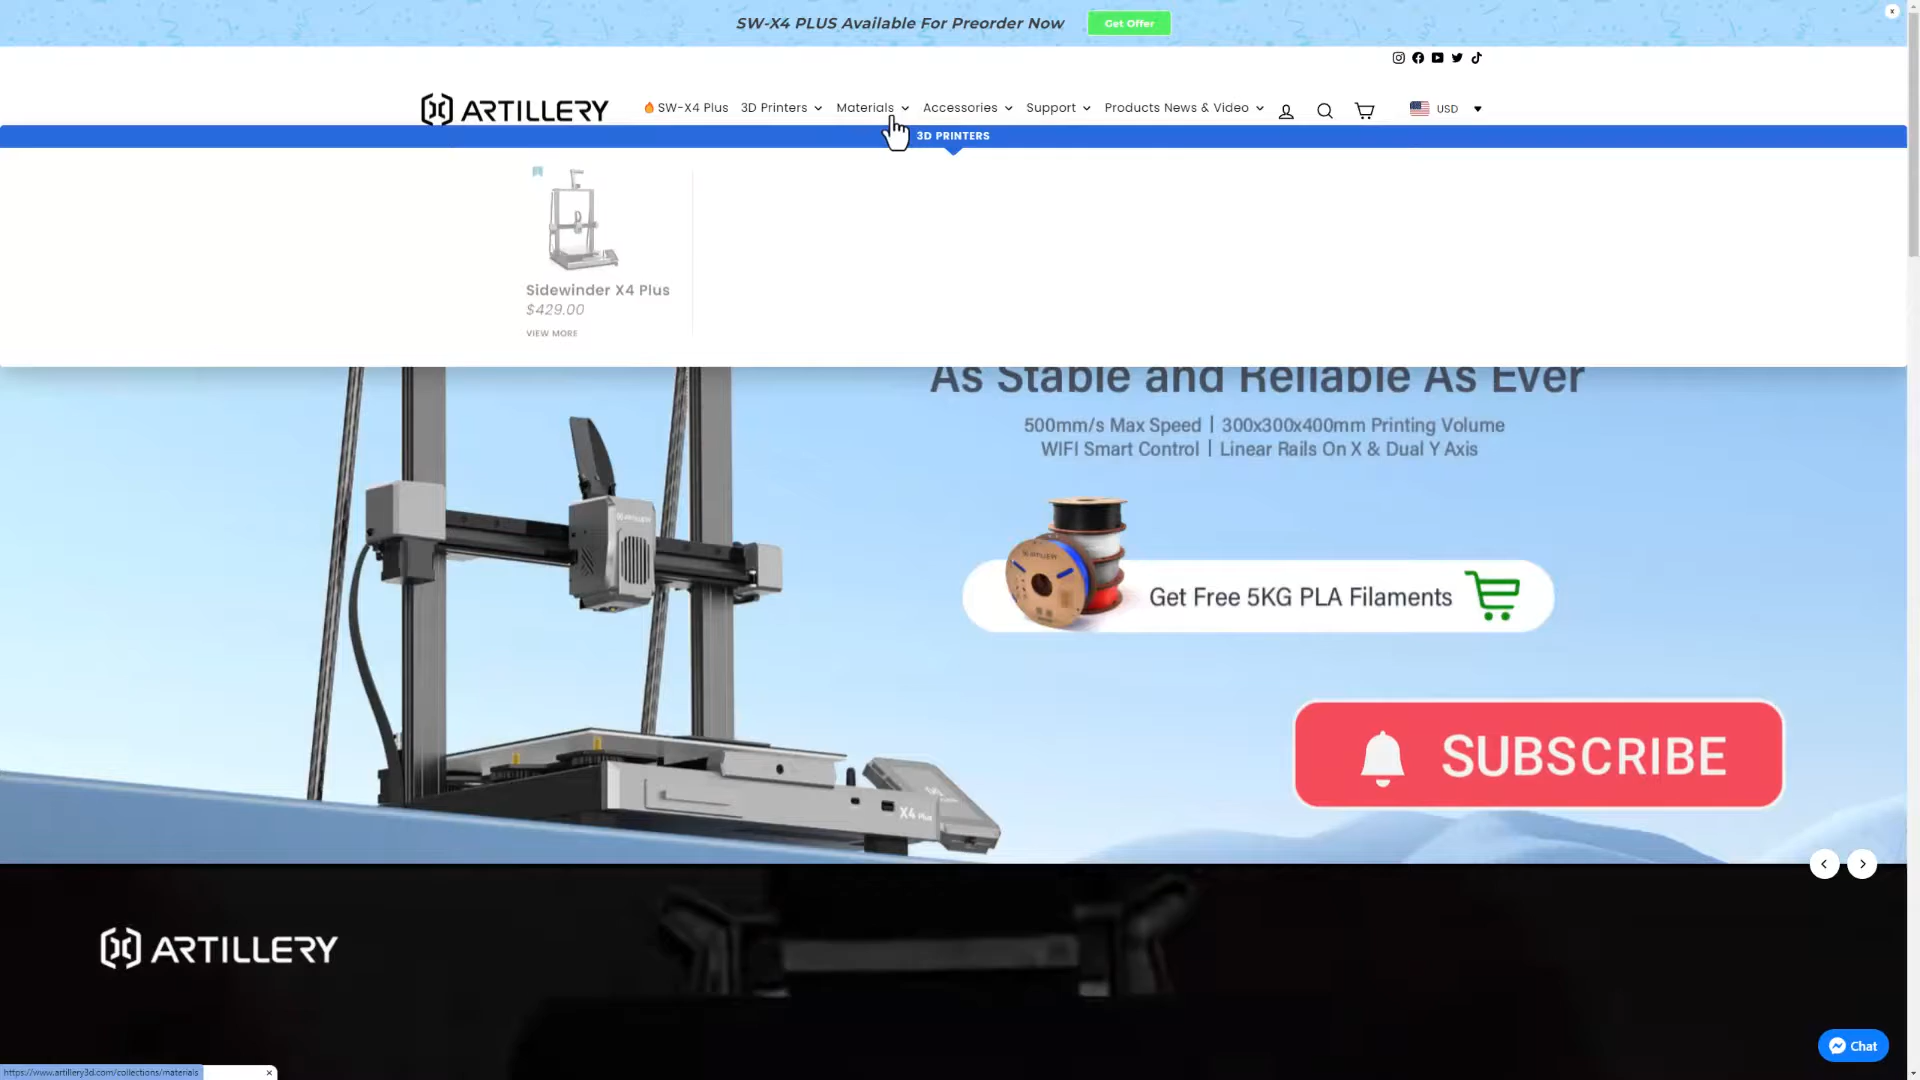 SW-X4 PLUS Available For Preorder Now
Get Offer
x
ARTILLERY
SW-X4 Plus
3D Printers
Materials
Accessories
Support
Products News & Video
USD
3D PRINTERS
Sidewinder X4 Plus
$429.00
VIEW MORE
As Stable and Reliable As Ever
500mm/s Max Speed | 300x300x400mm Printing Volume
WIFI Smart Control | Linear Rails On X & Dual Y Axis
ARTILLERY
ARTILLERY
Get Free 5KG PLA Filaments
SUBSCRIBE
X4 Plus
ARTILLERY
Chat
https://www.artillery3d.com/collections/materials